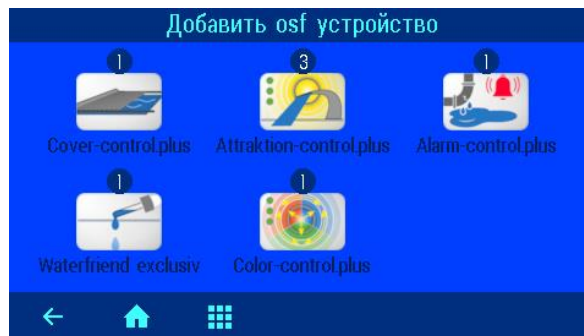 Добавить osf устройство
1 3 1
Cover-control.plus Attraktion-control.plus Alarm-control.plus
1 1
Waterfriend exclusiv Color-control.plus